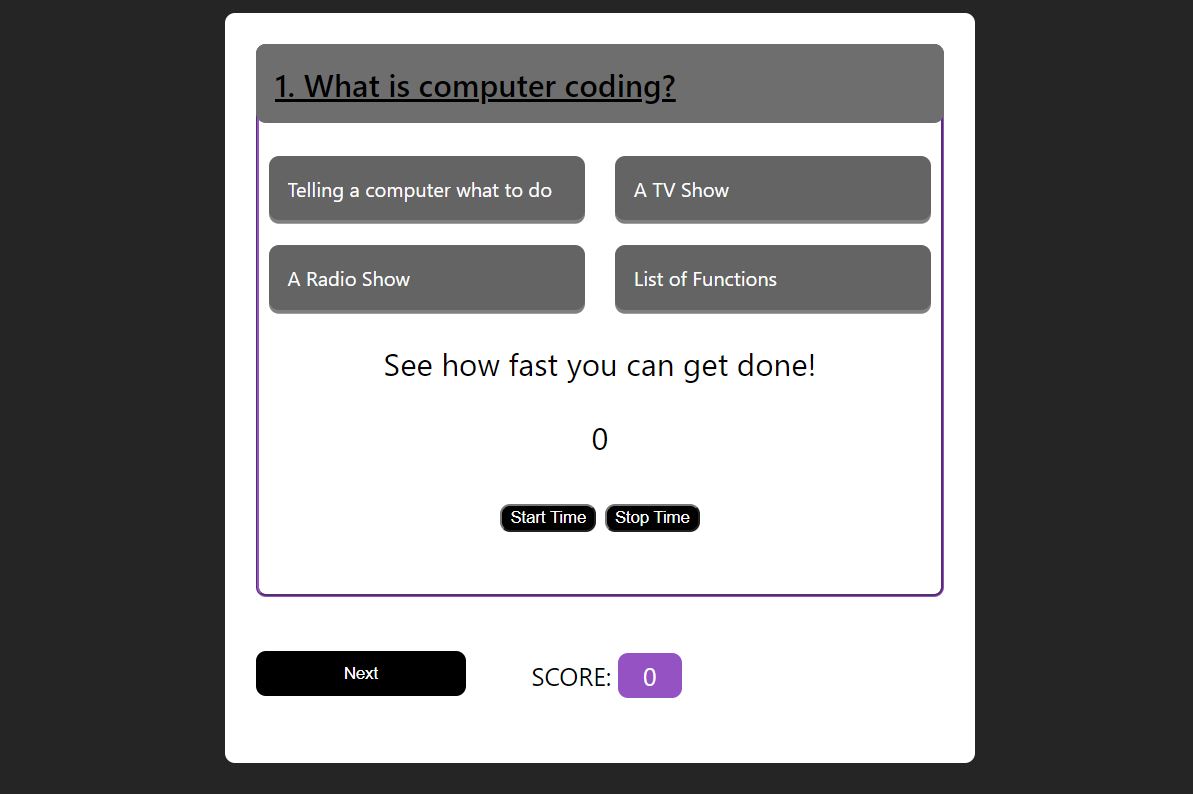 1. What is computer coding?
Telling a computer what to do
A TV Show
A Radio Show
List of Functions
See how fast you can get done!
0
Start Time
Stop Time
Next
SCORE: 0